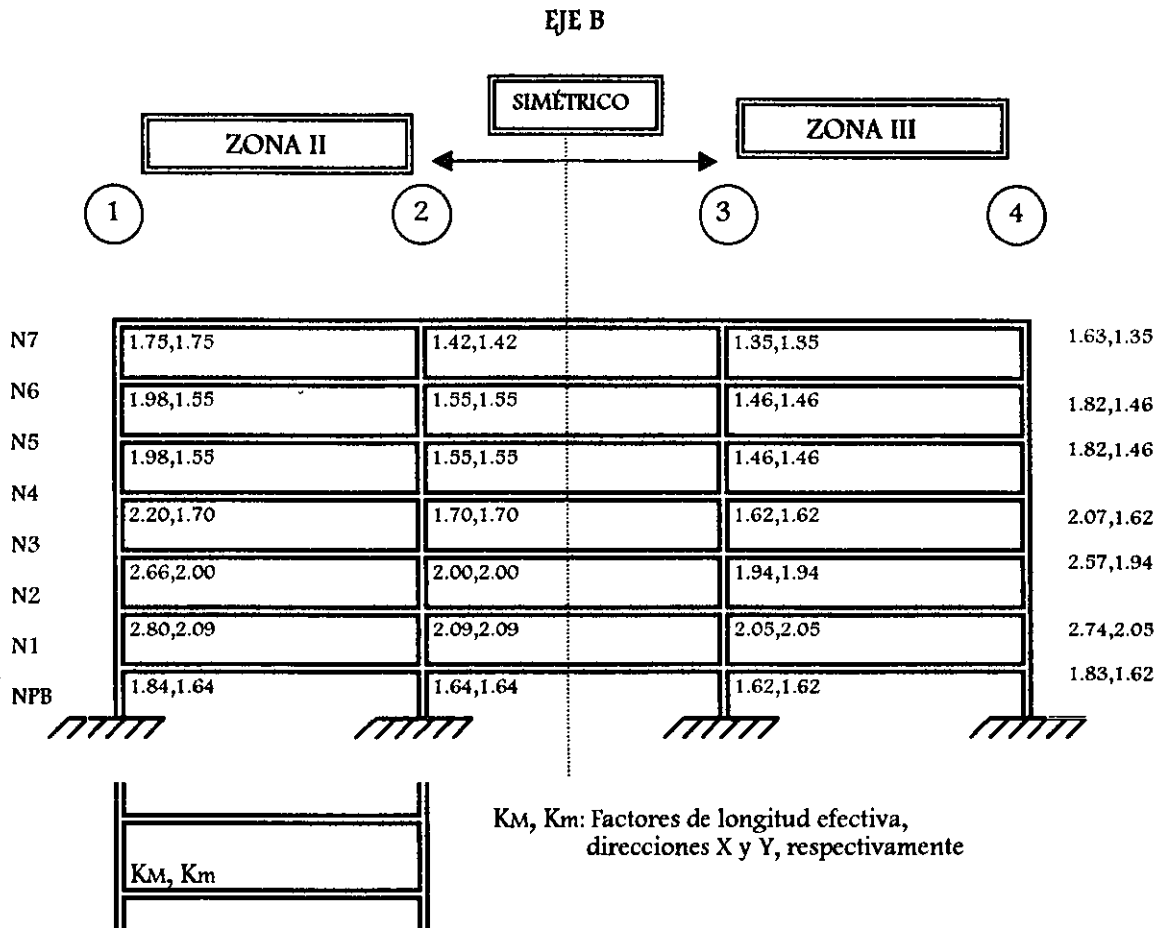 EJE B
SIMÉTRICO
ZONA II
ZONA III
1
2
3
4
N7
1.75,1.75
1.42,1.42
1.35,1.35
1.63,1.35
N6
1.98,1.55
1.55,1.55
1.46,1.46
1.82,1.46
N5
1.98,1.55
1.55,1.55
1.46,1.46
1.82,1.46
N4
2.20,1.70
1.70,1.70
1.62,1.62
2.07,1.62
N3
2.66,2.00
2.00,2.00
1.94,1.94
2.57,1.94
N2
2.80,2.09
2.09,2.09
2.05,2.05
2.74,2.05
N1
1.84,1.64
1.64,1.64
1.62,1.62
1.83,1.62
NPB
KM, Km
KM, Km: Factores de longitud efectiva,
direcciones X y Y, respectivamente